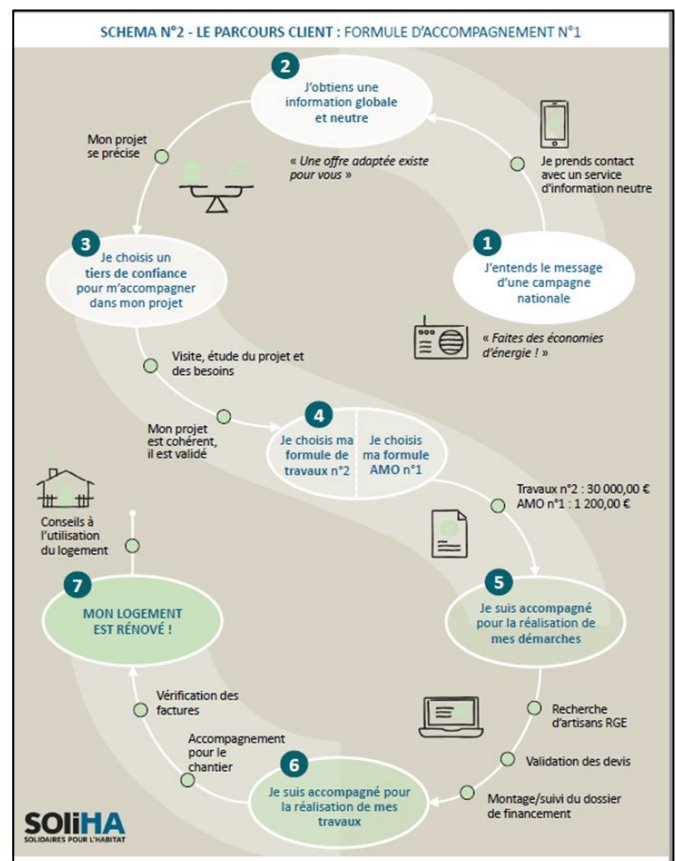 SCHEMA N°2 - LE PARCOURS CLIENT : FORMULE D'ACCOMPAGNEMENT N°1
1
J'entends le message
d'une campagne
nationale
« Faites des économies
d'énergie ! »
Je prends contact
avec un service
d'information neutre
2
J'obtiens une
information globale
et neutre
« Une offre adaptée existe
pour vous »
Mon projet
se précise
3
Je choisis un
tiers de confiance
pour m'accompagner
dans mon projet
Visite, étude du projet et
des besoins
Mon projet
est cohérent,
il est validé
4
Je choisis ma
formule de
travaux n°2
Je choisis
ma formule
AMO n°1
Travaux n°2 : 30 000,00 €
AMO n°1 : 1 200,00 €
5
Je suis accompagné
pour la réalisation de
mes démarches
Recherche
d'artisans RGE
Validation des devis
Montage/suivi du dossier
de financement
6
Je suis accompagné pour
la réalisation de mes
travaux
Accompagnement
pour le
chantier
Vérification des
factures
7
MON LOGEMENT
EST RÉNOVÉ !
Conseils à
l'utilisation
du logement
SOLiHA
SOLIDAIRES POUR L'HABITAT